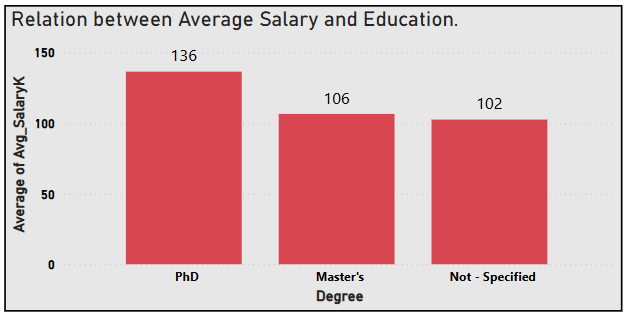 Relation between Average Salary and Education.
Average of Avg_SalaryK
150
100
50
0
136
106
102
PhD
Master's
Not - Specified
Degree